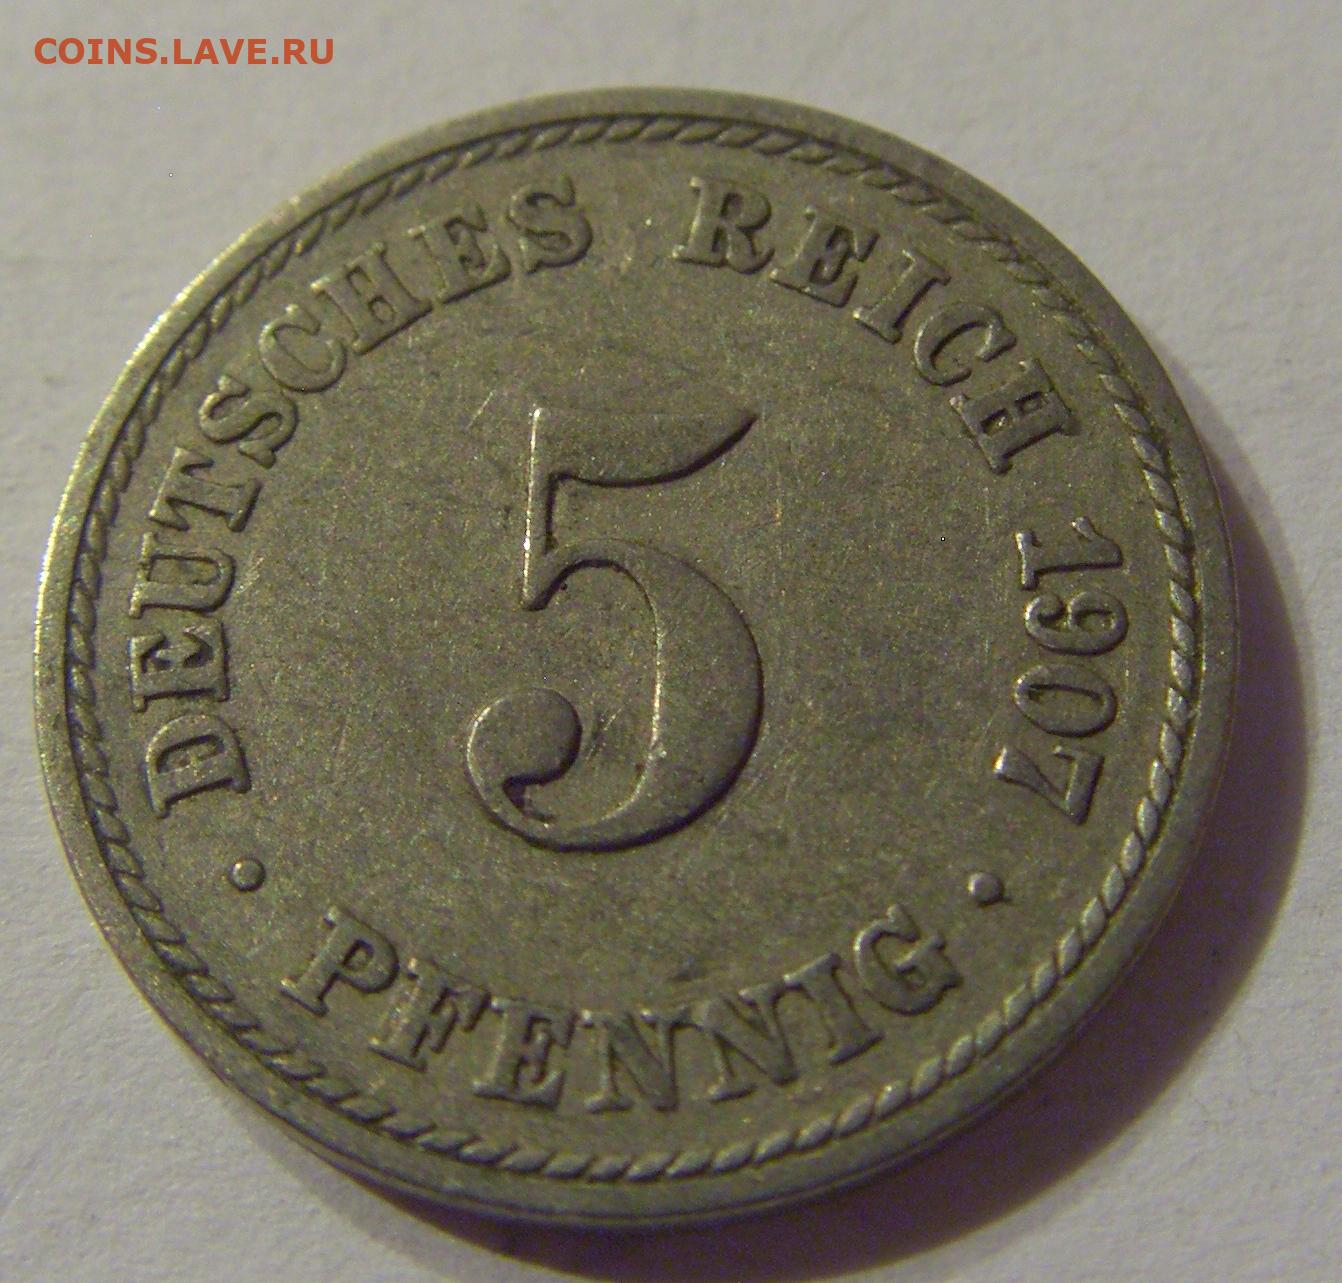 COINS.LAVE.RU
DEUTSCHES REICH 1907
5
· PFENNIG ·